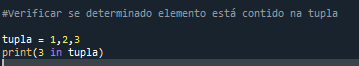 #Verificar se determinado elemento está contido na tupla
tupla = 1,2,3
print(3 in tupla)